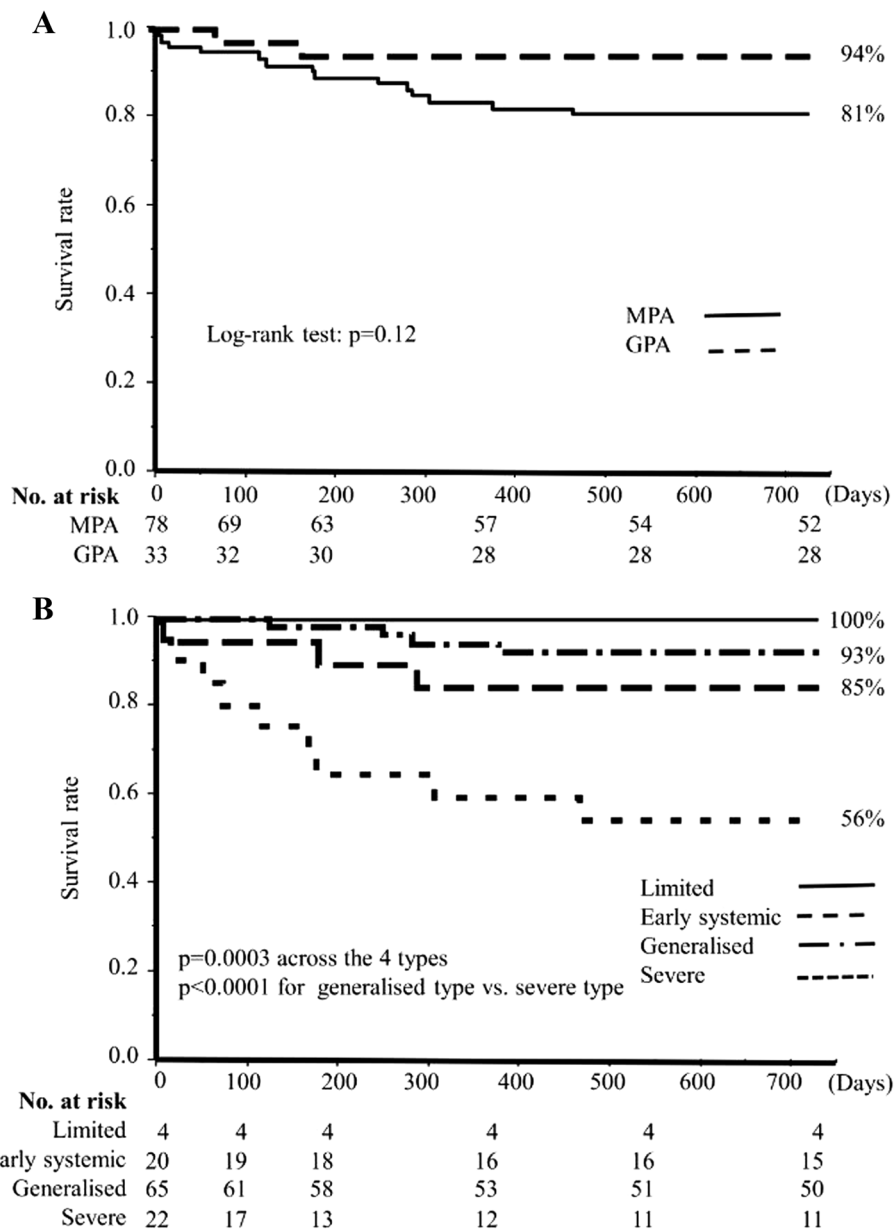 A
1.0
0.8
0.6
0.4
0.2
0.0
Survival rate
94%
81%
Log-rank test: p=0.12
MPA
GPA
0 100 200 300 400 500 600 700 (Days)
No. at risk
MPA 78 69 63 57 54 52
GPA 33 32 30 28 28 28
B
1.0
0.8
0.6
0.4
0.2
0.0
Survival rate
100%
93%
85%
56%
Limited
Early systemic
Generalised
Severe
p=0.0003 across the 4 types
p<0.0001 for generalised type vs. severe type
0 100 200 300 400 500 600 700 (Days)
No. at risk
Limited 4 4 4 4 4 4
arly systemic 20 19 18 16 16 15
Generalised 65 61 58 53 51 50
Severe 22 17 13 12 11 11